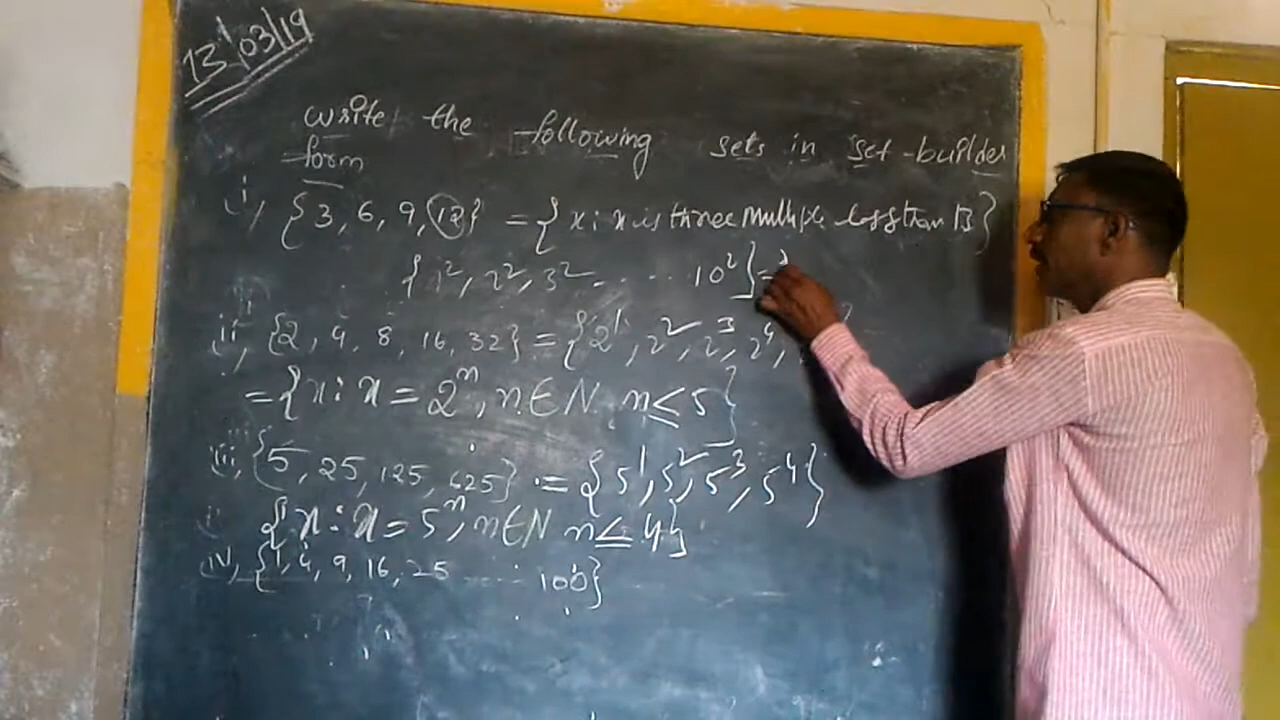 13/03/19
write the following sets in set-builder
form
i, {3, 6, 9, 12} = {x : x is three multiple less than 13}
{1², 2², 3² . . . . . 10²} =
ii, {2, 4, 8, 16, 32} = {2¹, 2², 2³, 2⁴,
= {x : x = 2ⁿ, n ∈ N n ≤ 5}
iii, {5, 25, 125, 625} = {5¹, 5², 5³, 5⁴}
{x : x = 5ⁿ, n ∈ N n ≤ 4}
iv, {1, 4, 9, 16, 25 ...... 100}